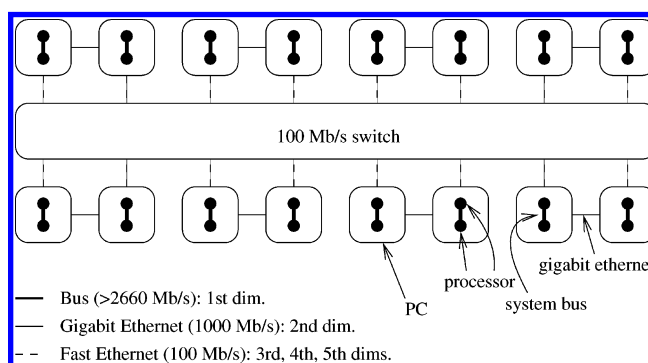 100 Mb/s switch
processor
gigabit etherne
PC
system bus
Bus (>2660 Mb/s): 1st dim.
Gigabit Ethernet (1000 Mb/s): 2nd dim.
Fast Ethernet (100 Mb/s): 3rd, 4th, 5th dims.